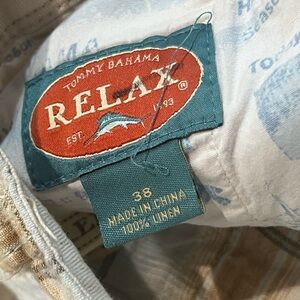 TOMMY BAHAMA
RELAX®
EST. 1993
38
MADE IN CHINA
100% LINEN